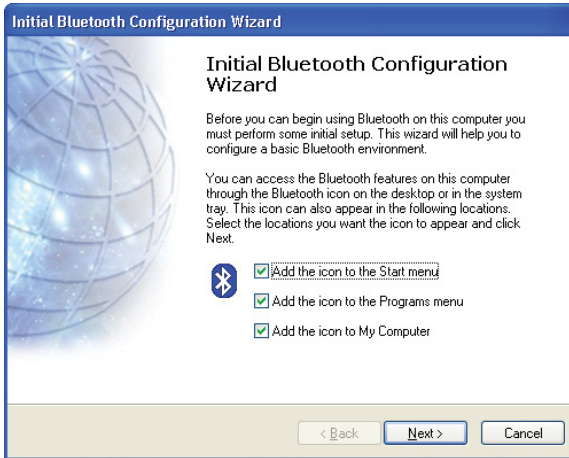 Initial Bluetooth Configuration Wizard
Initial Bluetooth Configuration
Wizard
Before you can begin using Bluetooth on this computer you
must perform some initial setup. This wizard will help you to
configure a basic Bluetooth environment.
You can access the Bluetooth features on this computer
through the Bluetooth icon on the desktop or in the system
tray. This icon can also appear in the following locations.
Select the locations you want the icon to appear and click
Next.
Add the icon to the Start menu
Add the icon to the Programs menu
Add the icon to My Computer
< Back Next > Cancel